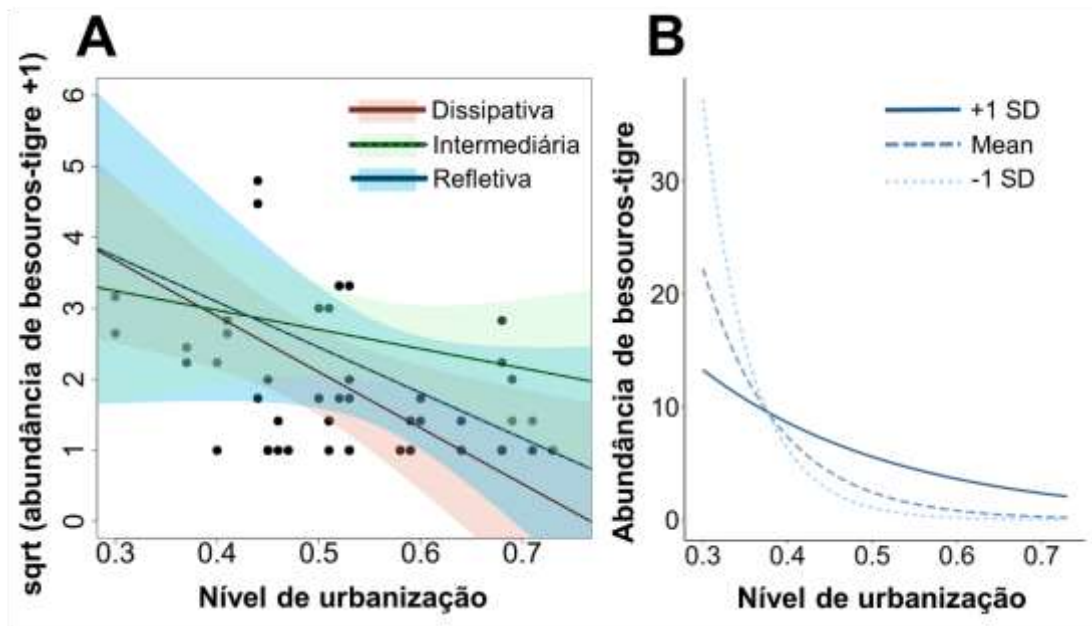 A
sqrt (abundância de besouros-tigre +1)
6
5
4
3
2
1
0
Dissipativa
Intermediária
Refletiva
0.3 0.4 0.5 0.6 0.7
Nível de urbanização
B
Abundância de besouros-tigre
30
20
10
0
+1 SD
Mean
-1 SD
0.3 0.4 0.5 0.6 0.7
Nível de urbanização